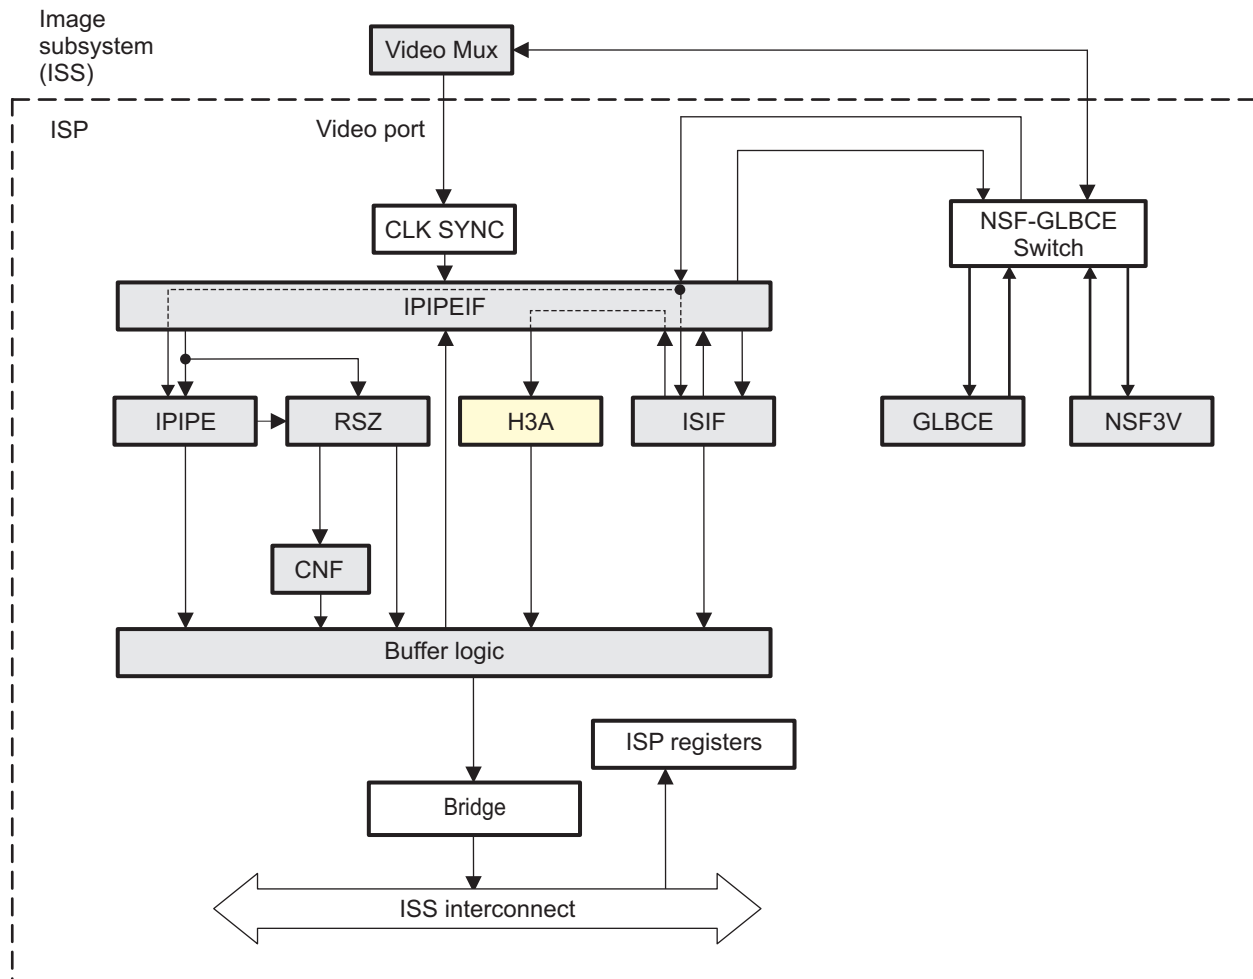 Image
subsystem
(ISS)
Video Mux
ISP
Video port
CLK SYNC
NSF-GLBCE
Switch
IPIPEIF
IPIPE
RSZ
H3A
ISIF
GLBCE
NSF3V
CNF
Buffer logic
ISP registers
Bridge
ISS interconnect